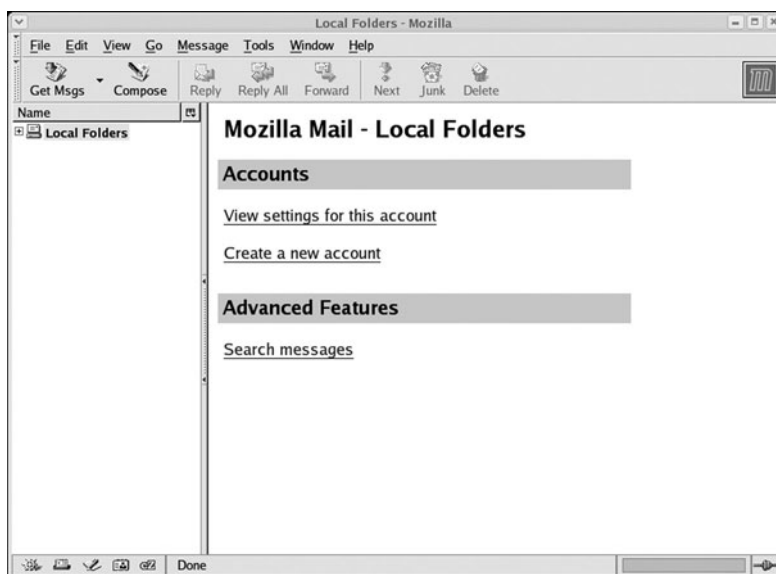 Local Folders - Mozilla
File Edit View Go Message Tools Window Help
Get Msgs Compose Reply Reply All Forward Next Junk Delete
Name
Local Folders
Mozilla Mail - Local Folders
Accounts
View settings for this account
Create a new account
Advanced Features
Search messages
Done